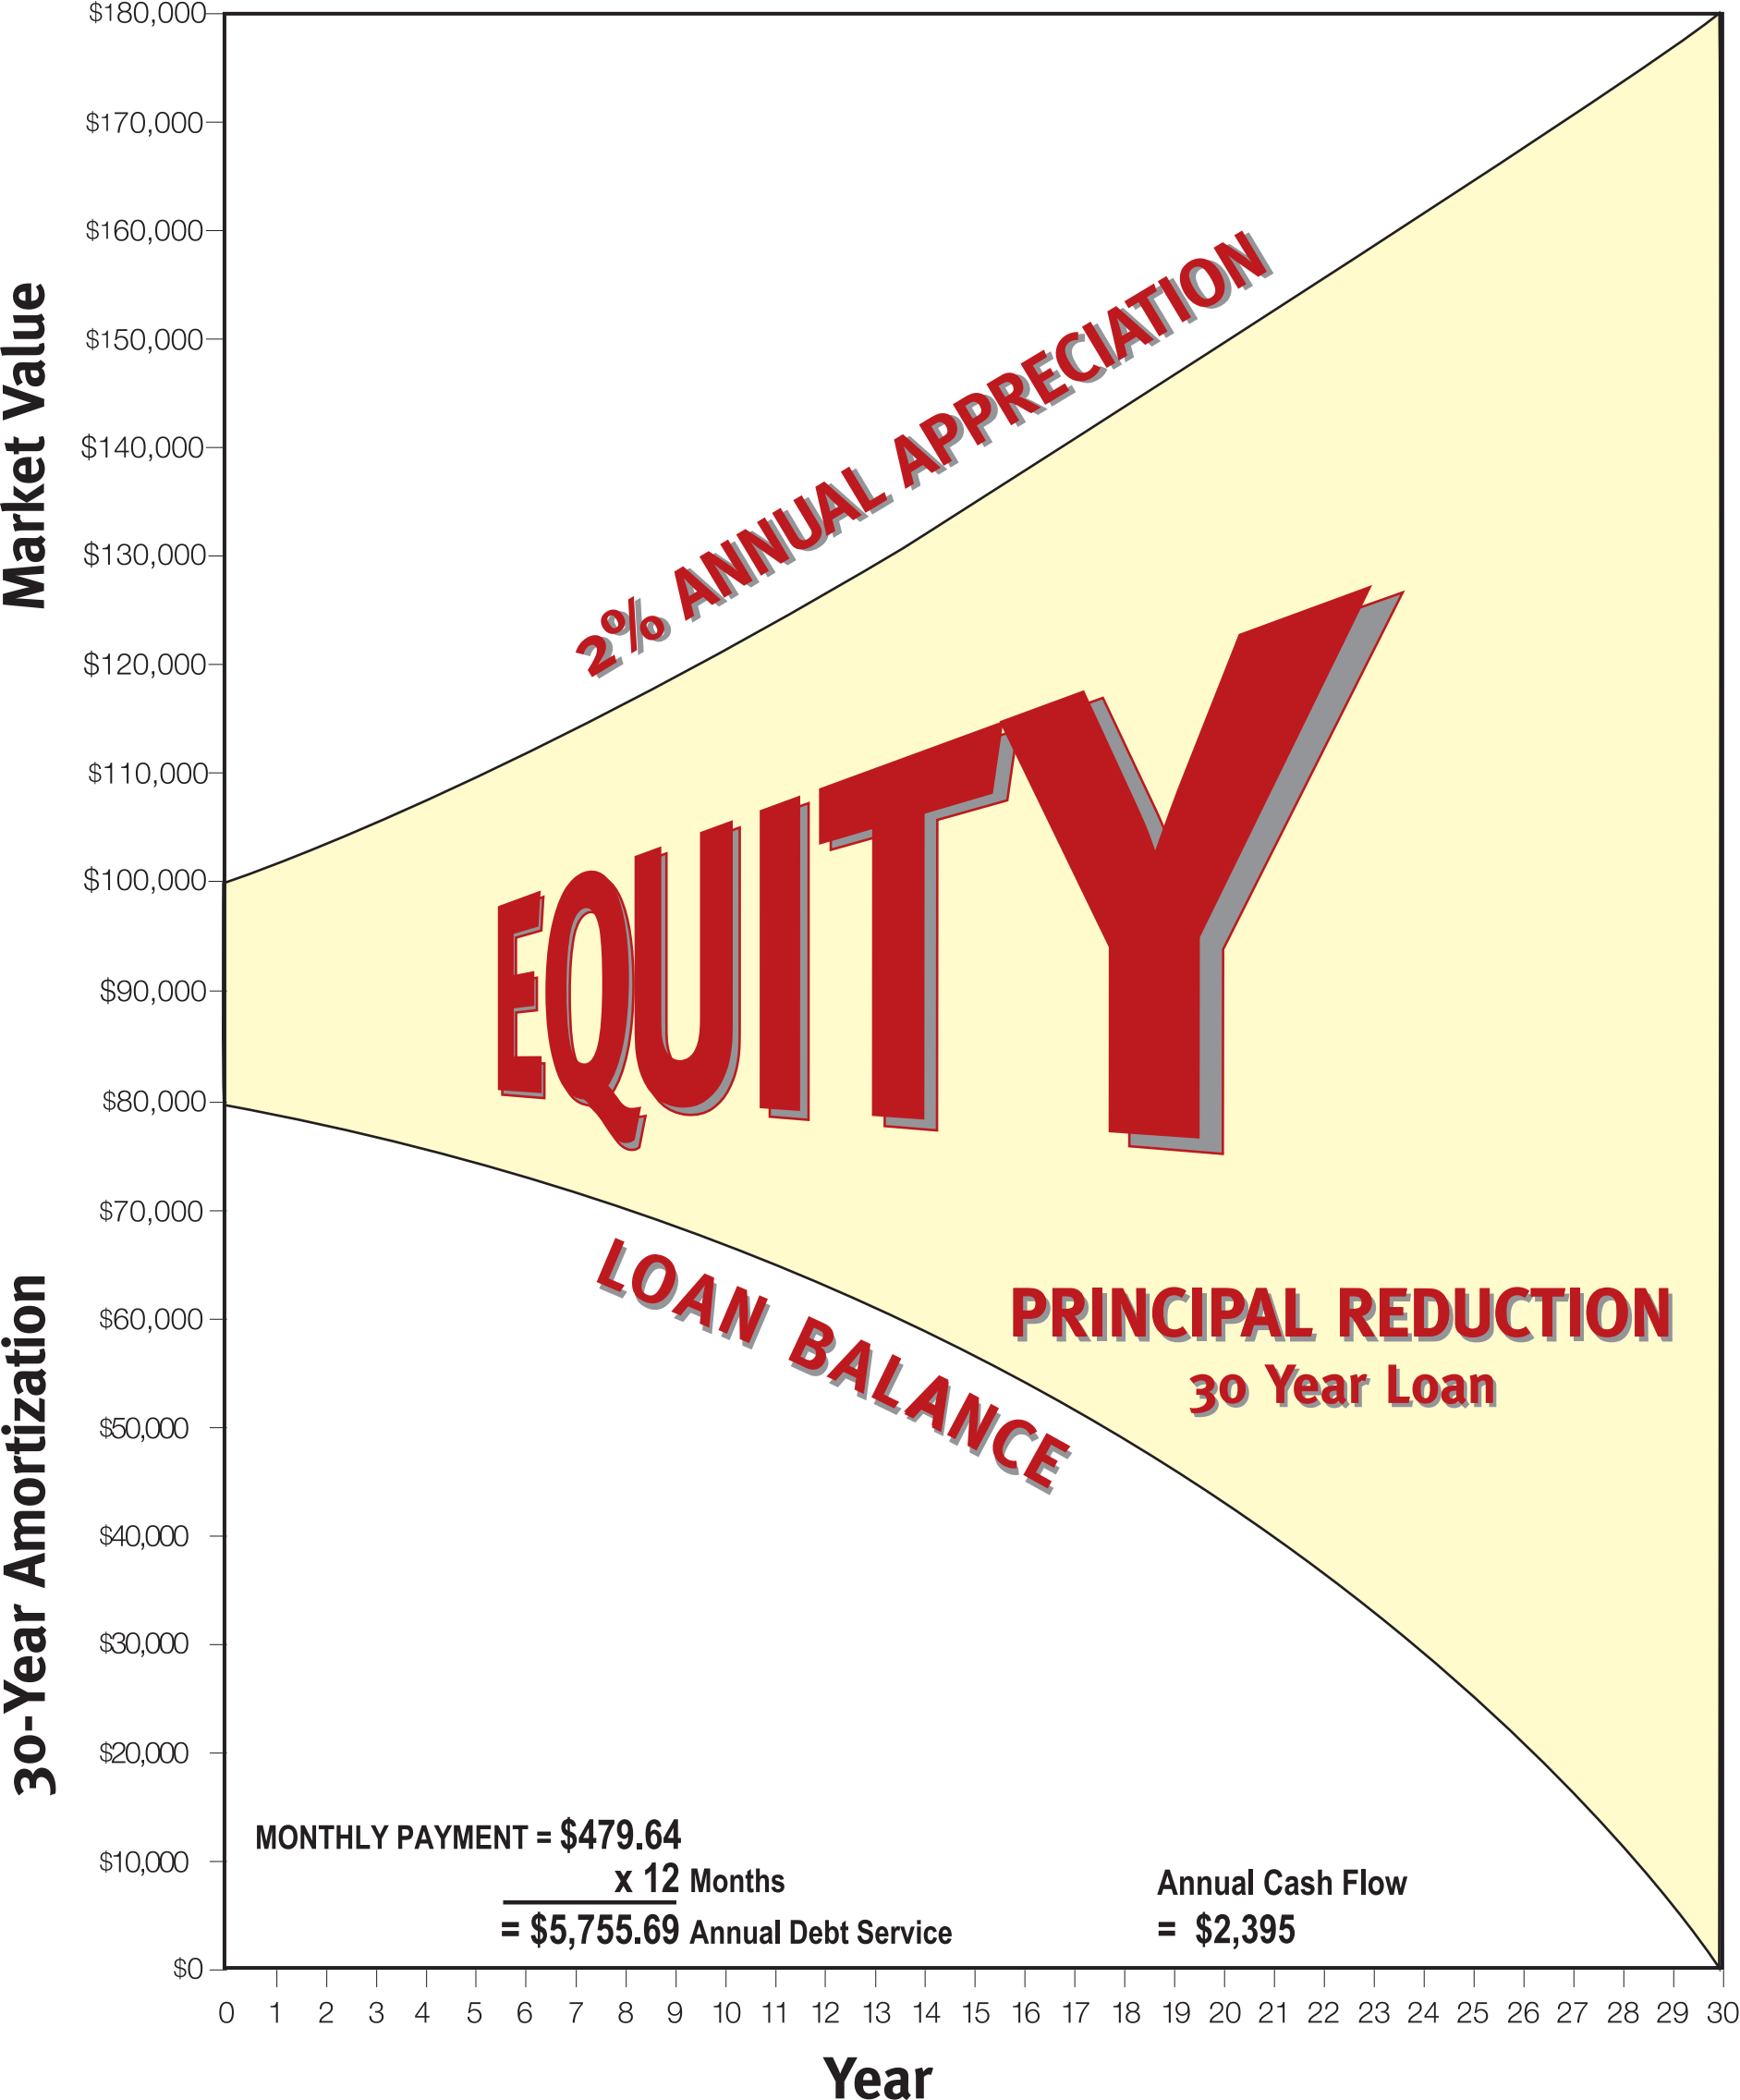 Market Value
30-Year Amortization
$180,000
$170,000
$160,000
$150,000
$140,000
$130,000
$120,000
$110,000
$100,000
$90,000
$80,000
$70,000
$60,000
$50,000
$40,000
$30,000
$20,000
$10,000
$0
2% ANNUAL APPRECIATION
EQUITY
LOAN BALANCE
PRINCIPAL REDUCTION
30 Year Loan
MONTHLY PAYMENT = $479.64
x 12 Months
= $5,755.69 Annual Debt Service
Annual Cash Flow
= $2,395
0 1 2 3 4 5 6 7 8 9 10 11 12 13 14 15 16 17 18 19 20 21 22 23 24 25 26 27 28 29 30
Year